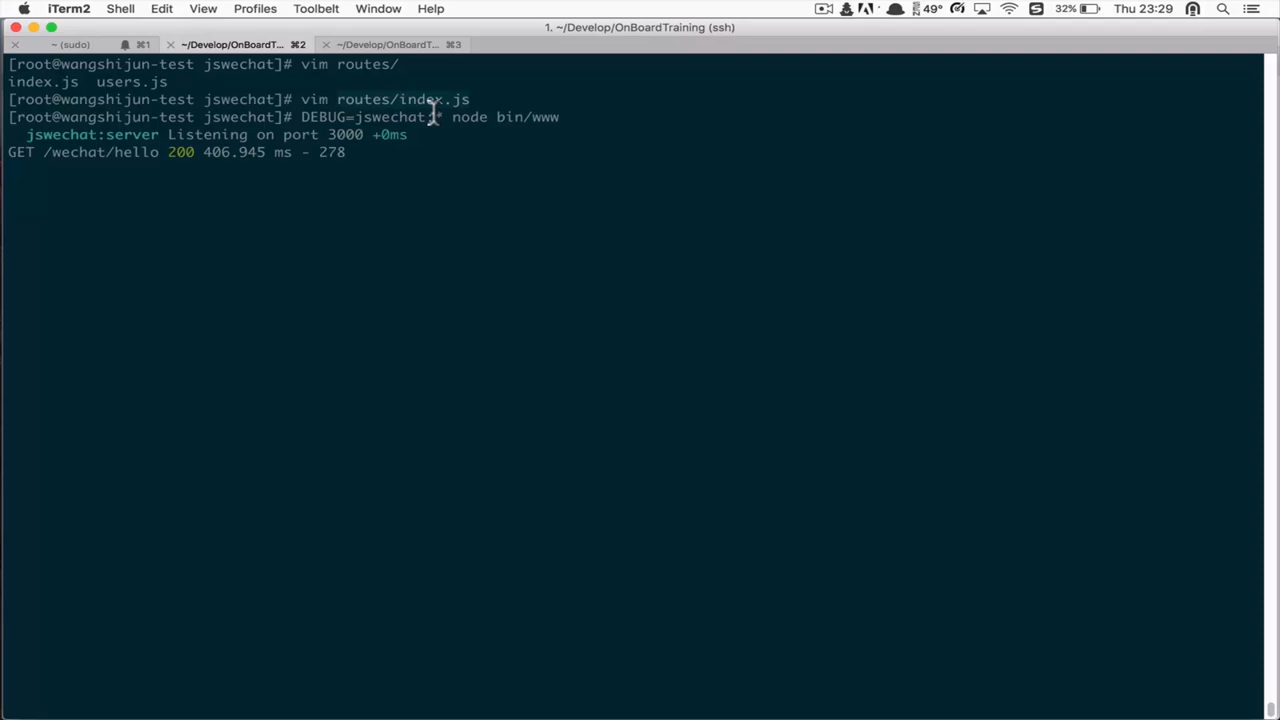 iTerm2 Shell Edit View Profiles Toolbelt Window Help 49° 32% Thu 23:29
1. ~/Develop/OnBoardTraining (ssh)
~ (sudo) ⌘1 ~/Develop/OnBoardT... ⌘2 ~/Develop/OnBoardT... ⌘3
[root@wangshijun-test jswechat]# vim routes/
index.js users.js
[root@wangshijun-test jswechat]# vim routes/index.js
[root@wangshijun-test jswechat]# DEBUG=jswechat:* node bin/www
jswechat:server Listening on port 3000 +0ms
GET /wechat/hello 200 406.945 ms - 278